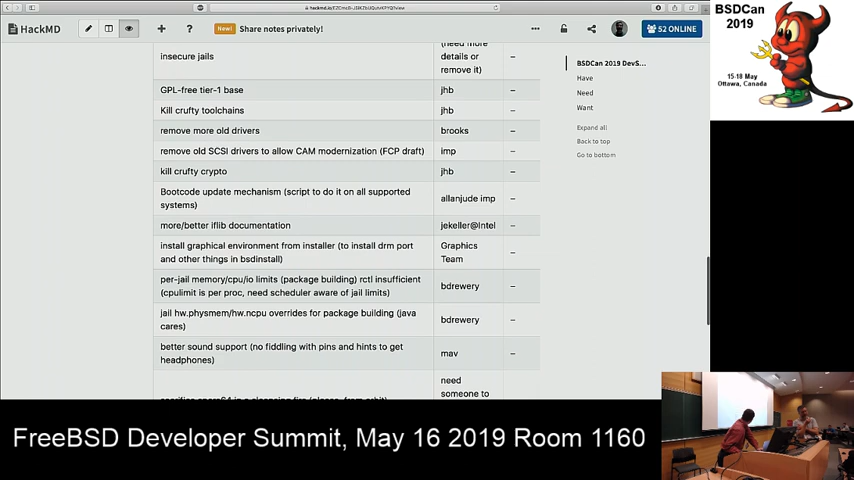 HackMD
New!
Share notes privately!
52 ONLINE
BSDCan
2019
15-18 May
Ottawa, Canada
insecure jails
(need more
details or
remove it)
–
GPL-free tier-1 base jhb –
Kill crufty toolchains jhb –
remove more old drivers brooks –
remove old SCSI drivers to allow CAM modernization (FCP draft) imp –
kill crufty crypto jhb –
Bootcode update mechanism (script to do it on all supported
systems)
allanjude imp –
more/better iflib documentation jekeller@Intel –
install graphical environment from installer (to install drm port
and other things in bsdinstall)
Graphics
Team
–
per-jail memory/cpu/io limits (package building) rctl insufficient
(cpulimit is per proc, need scheduler aware of jail limits)
bdrewery –
jail hw.physmem/hw.ncpu overrides for package building (java
cares)
bdrewery –
better sound support (no fiddling with pins and hints to get
headphones)
mav –
need
someone to
BSDCan 2019 DevS...
Have
Need
Want
Expand all
Back to top
Go to bottom
FreeBSD Developer Summit, May 16 2019 Room 1160